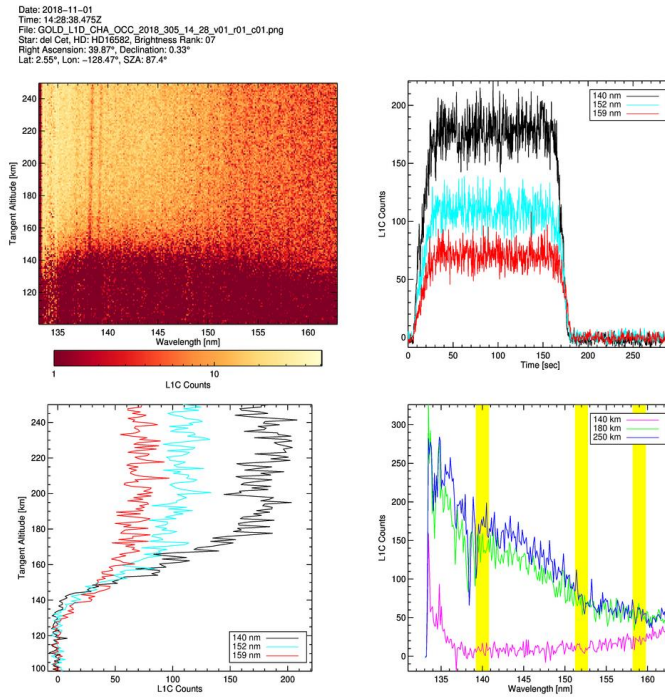 Date: 2018-11-01
Time: 14:28:38.475Z
File: GOLD_L1D_CHA_OCC_2018_305_14_28_v01_r01_c01.png
Star: del Cet, HD: HD16582, Brightness Rank: 07
Right Ascension: 39.87°, Declination: 0.33°
Lat: 2.55°, Lon: −128.47°, SZA: 87.4°
Tangent Altitude [km]
240
220
200
180
160
140
120
135 140 145 150 155 160
Wavelength [nm]
1 10
L1C Counts
L1C Counts
200
150
100
50
0
0 50 100 150 200 250
Time [sec]
140 nm
152 nm
159 nm
Tangent Altitude [km]
240
220
200
180
160
140
120
100
0 50 100 150 200
L1C Counts
140 nm
152 nm
159 nm
L1C Counts
300
250
200
150
100
50
0
135 140 145 150 155 160
Wavelength [nm]
140 km
180 km
250 km